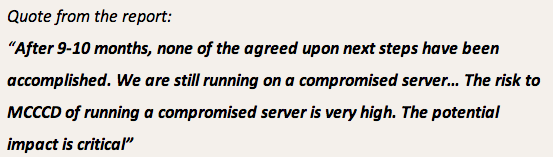 Quote from the report:
“After 9-10 months, none of the agreed upon next steps have been
accomplished. We are still running on a compromised server… The risk to
MCCCD of running a compromised server is very high. The potential
impact is critical”